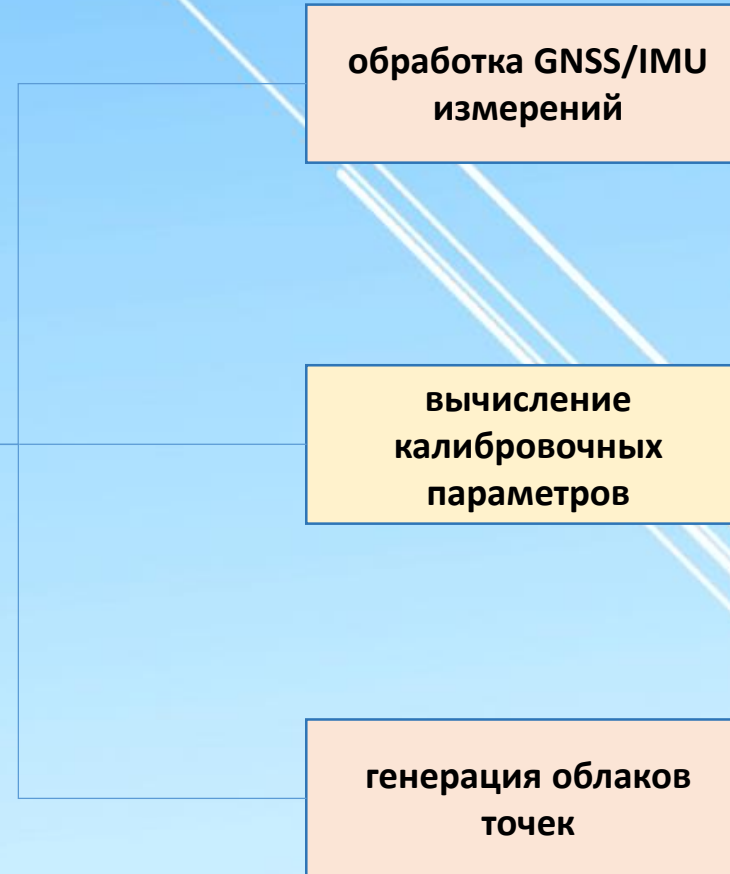 обработка GNSS/IMU
измерений
вычисление
калибровочных
параметров
генерация облаков
точек